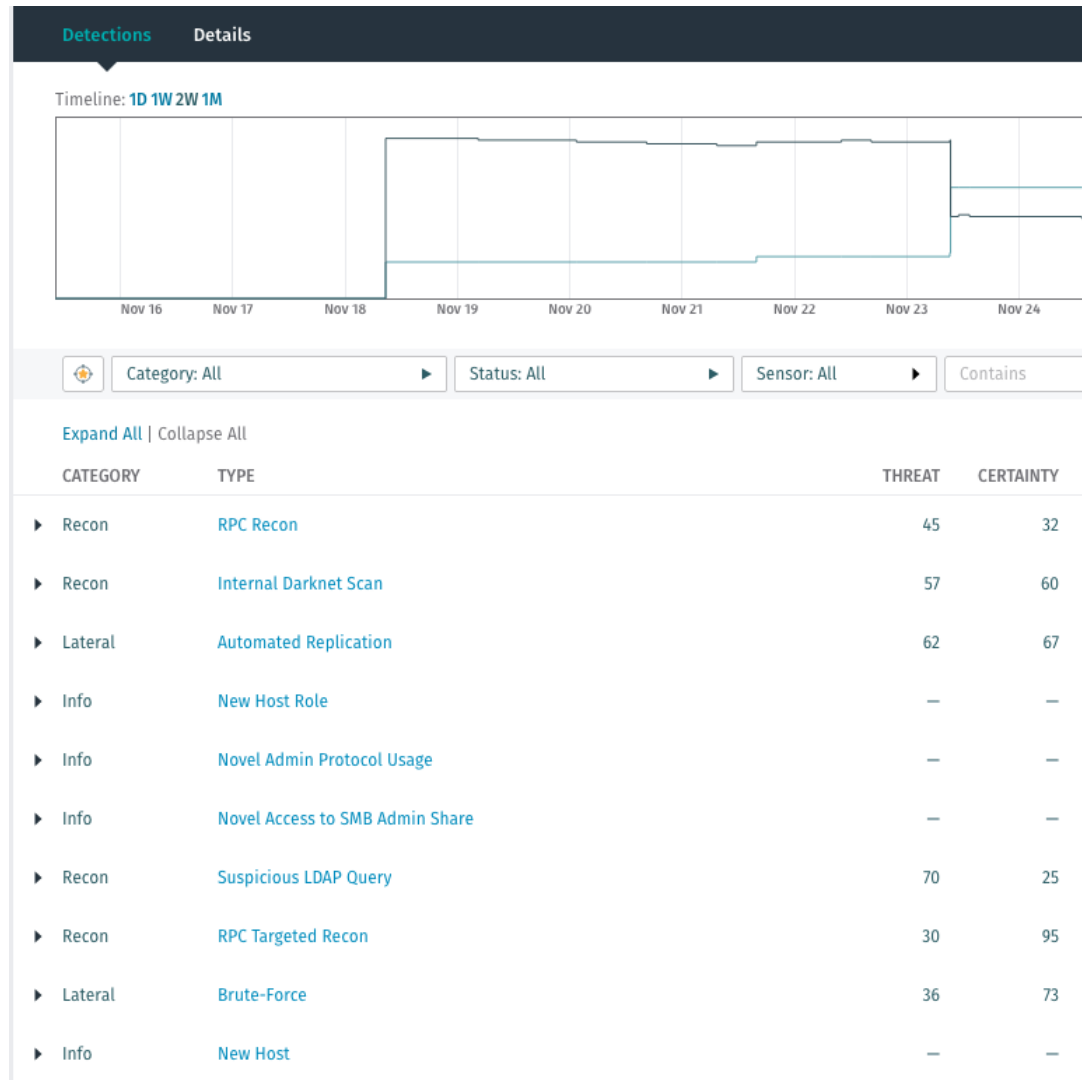 Detections Details
Timeline: 1D 1W 2W 1M
Nov 16 Nov 17 Nov 18 Nov 19 Nov 20 Nov 21 Nov 22 Nov 23 Nov 24
Category: All Status: All Sensor: All Contains
Expand All | Collapse All
CATEGORY TYPE THREAT CERTAINTY
Recon RPC Recon 45 32
Recon Internal Darknet Scan 57 60
Lateral Automated Replication 62 67
Info New Host Role — —
Info Novel Admin Protocol Usage — —
Info Novel Access to SMB Admin Share — —
Recon Suspicious LDAP Query 70 25
Recon RPC Targeted Recon 30 95
Lateral Brute-Force 36 73
Info New Host — —